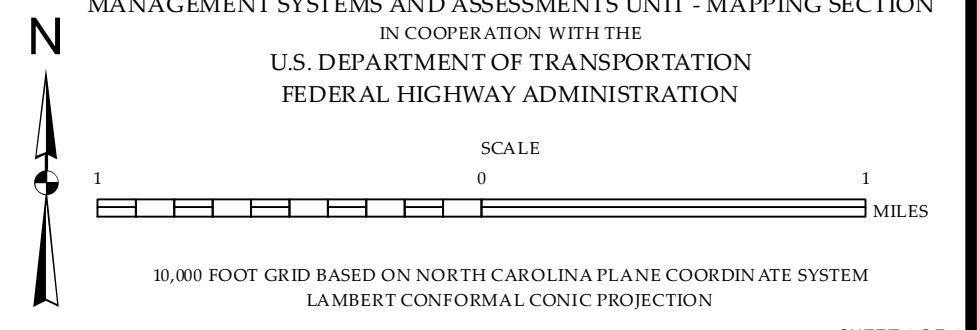 MANAGEMENT SYSTEMS AND ASSESSMENTS UNIT - MAPPING SECTION
N
IN COOPERATION WITH THE
U.S. DEPARTMENT OF TRANSPORTATION
FEDERAL HIGHWAY ADMINISTRATION
SCALE
1 0 1
MILES
10,000 FOOT GRID BASED ON NORTH CAROLINA PLANE COORDINATE SYSTEM
LAMBERT CONFORMAL CONIC PROJECTION